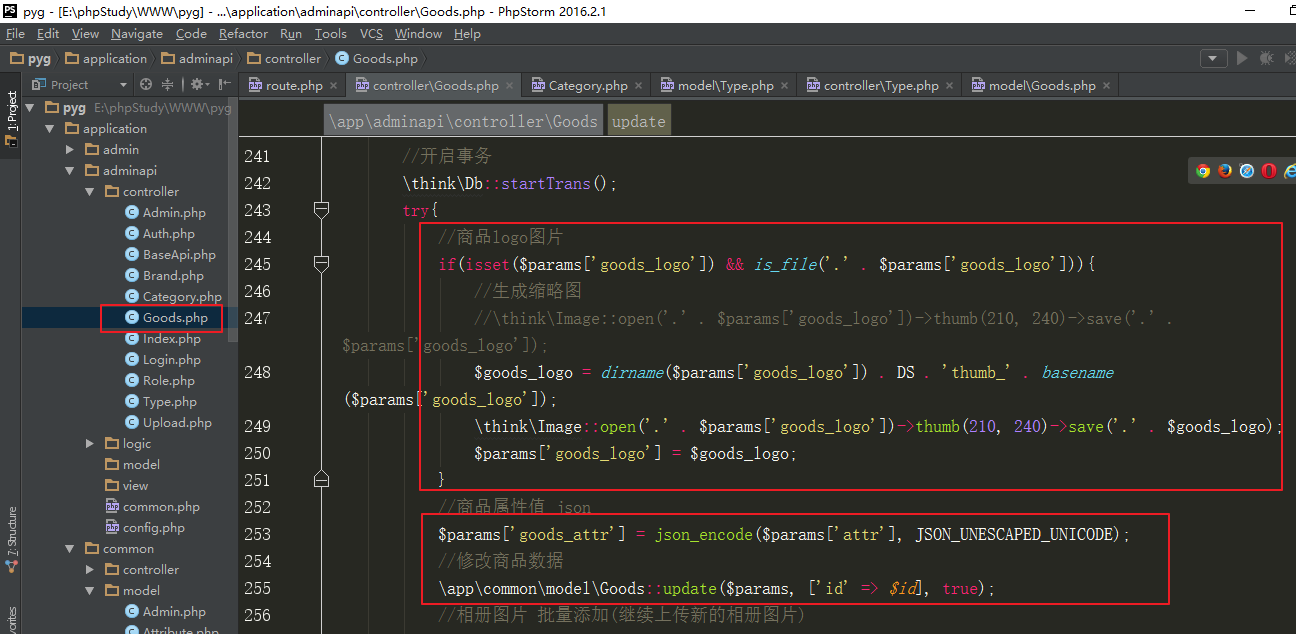 pyg - [E:\phpStudy\WWW\pyg] - ...\application\adminapi\controller\Goods.php - PhpStorm 2016.2.1
File Edit View Navigate Code Refactor Run Tools VCS Window Help
pyg application adminapi controller Goods.php
Project
route.php controller\Goods.php Category.php model\Type.php controller\Type.php model\Goods.php
1: Project
7: Structure
pyg E:\phpStudy\WWW\pyg
application
admin
adminapi
controller
Admin.php
Auth.php
BaseApi.php
Brand.php
Category.php
Goods.php
Index.php
Login.php
Role.php
Type.php
Upload.php
logic
model
view
common.php
config.php
common
controller
model
Admin.php
Attribute.php
\app\adminapi\controller\Goods update
241 //开启事务
242 \think\Db::startTrans();
243 try{
244 //商品logo图片
245 if(isset($params['goods_logo']) && is_file('.' . $params['goods_logo'])){
246 //生成缩略图
247 //\think\Image::open('.' . $params['goods_logo'])->thumb(210, 240)->save('.' .
$params['goods_logo']);
248 $goods_logo = dirname($params['goods_logo']) . DS . 'thumb_' . basename
($params['goods_logo']);
249 \think\Image::open('.' . $params['goods_logo'])->thumb(210, 240)->save('.' . $goods_logo);
250 $params['goods_logo'] = $goods_logo;
251 }
252 //商品属性值 json
253 $params['goods_attr'] = json_encode($params['attr'], JSON_UNESCAPED_UNICODE);
254 //修改商品数据
255 \app\common\model\Goods::update($params, ['id' => $id], true);
256 //相册图片 批量添加(继续上传新的相册图片)